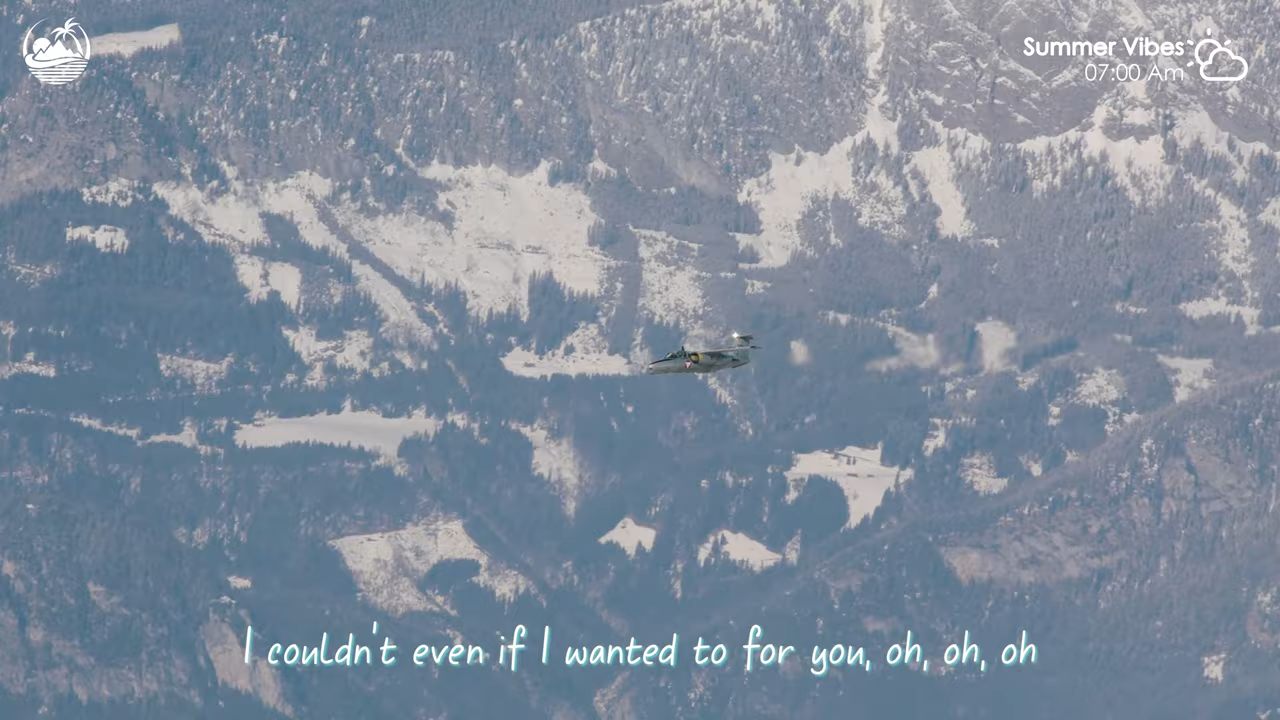 Summer Vibes
07:00 Am
I couldn't even if I wanted to for you, oh, oh, oh